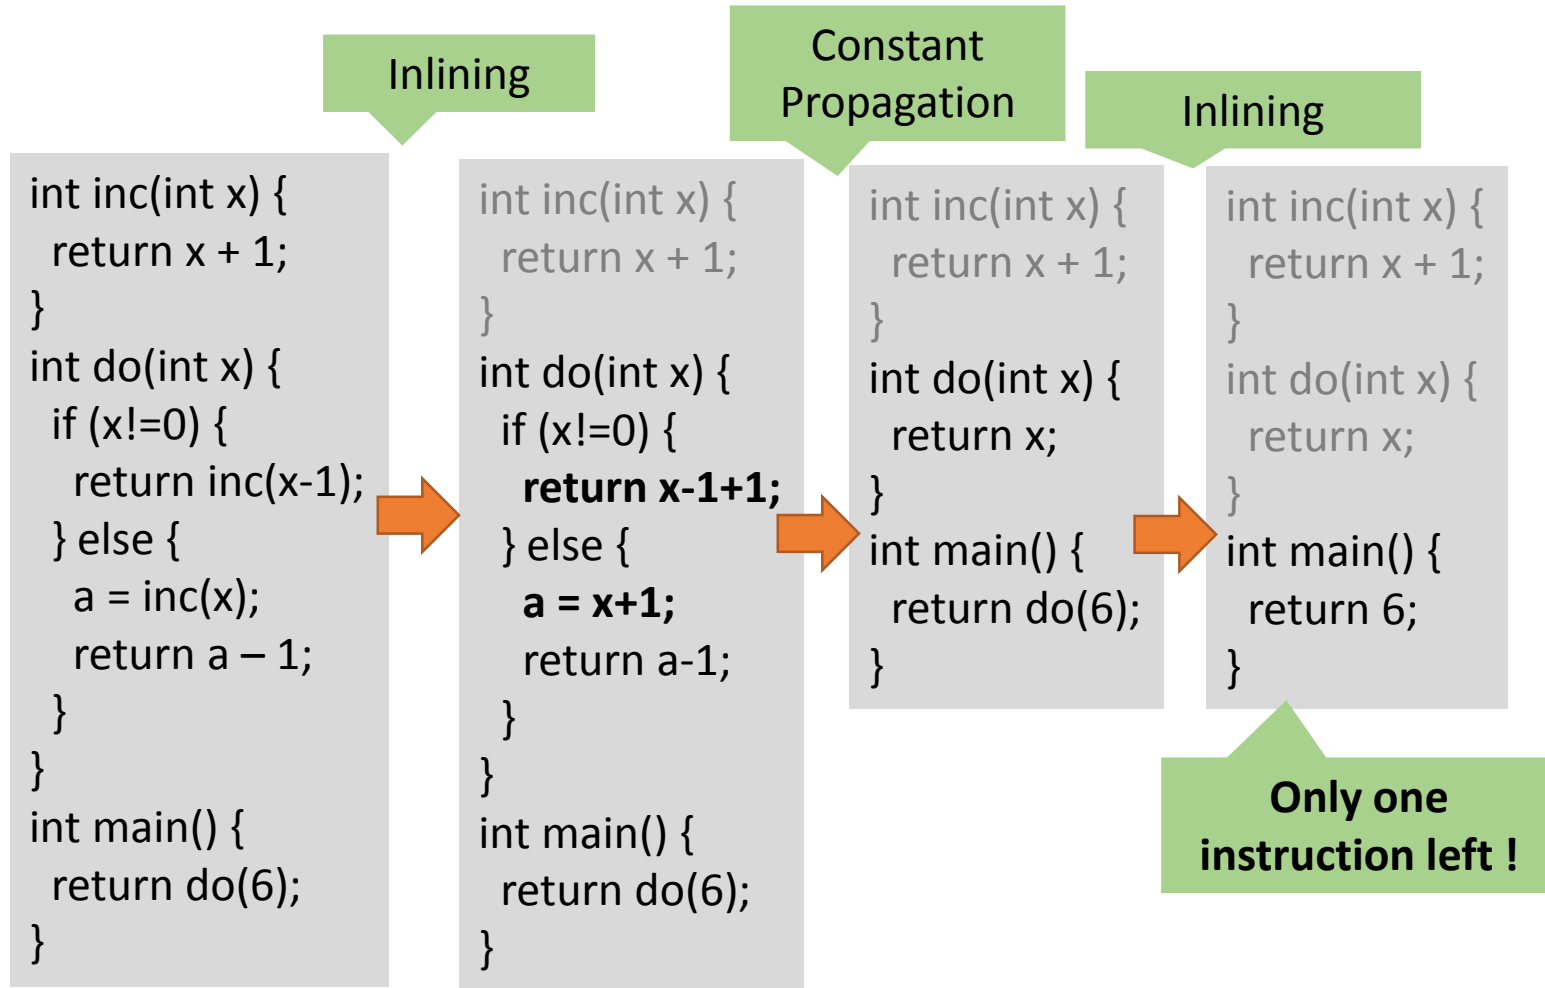 Inlining
Constant
Propagation
Inlining
int inc(int x) {
return x + 1;
}
int do(int x) {
if (x!=0) {
return inc(x-1);
} else {
a = inc(x);
return a – 1;
}
}
int main() {
return do(6);
}
int inc(int x) {
return x + 1;
}
int do(int x) {
if (x!=0) {
return x-1+1;
} else {
a = x+1;
return a-1;
}
}
int main() {
return do(6);
}
int inc(int x) {
return x + 1;
}
int do(int x) {
return x;
}
int main() {
return do(6);
}
int inc(int x) {
return x + 1;
}
int do(int x) {
return x;
}
int main() {
return 6;
}
Only one
instruction left !